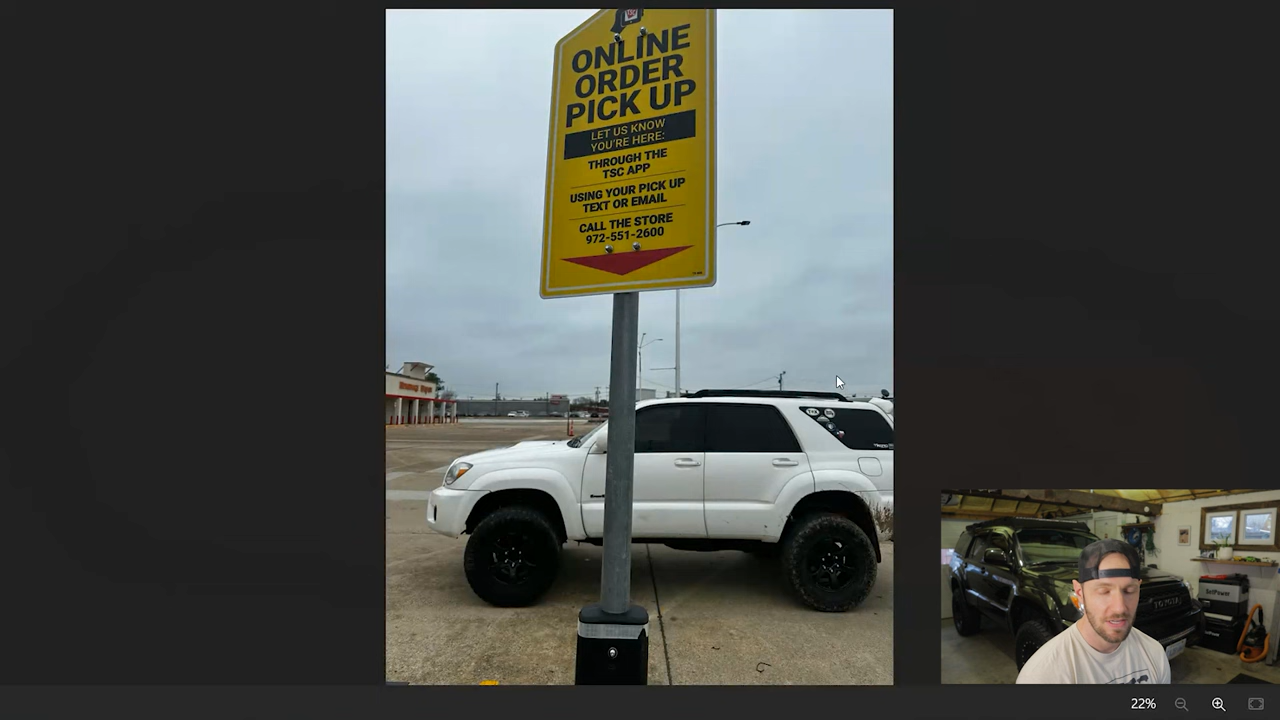 ONLINE
ORDER
PICK UP
LET US KNOW
YOU'RE HERE:
THROUGH THE
TSC APP
USING YOUR PICK UP
TEXT OR EMAIL
CALL THE STORE
972-551-2600
TOYOTA
22%